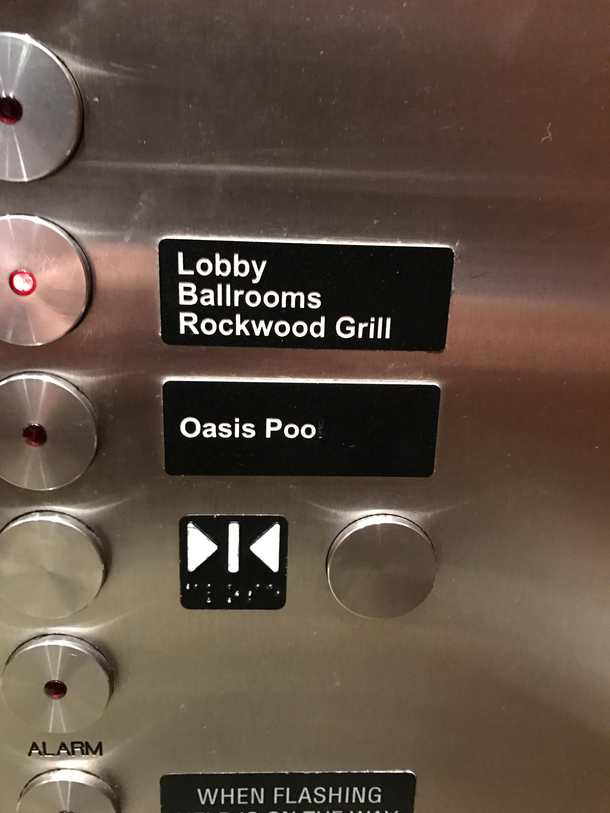 Lobby
Ballrooms
Rockwood Grill
Oasis Poo
ALARM
WHEN FLASHING